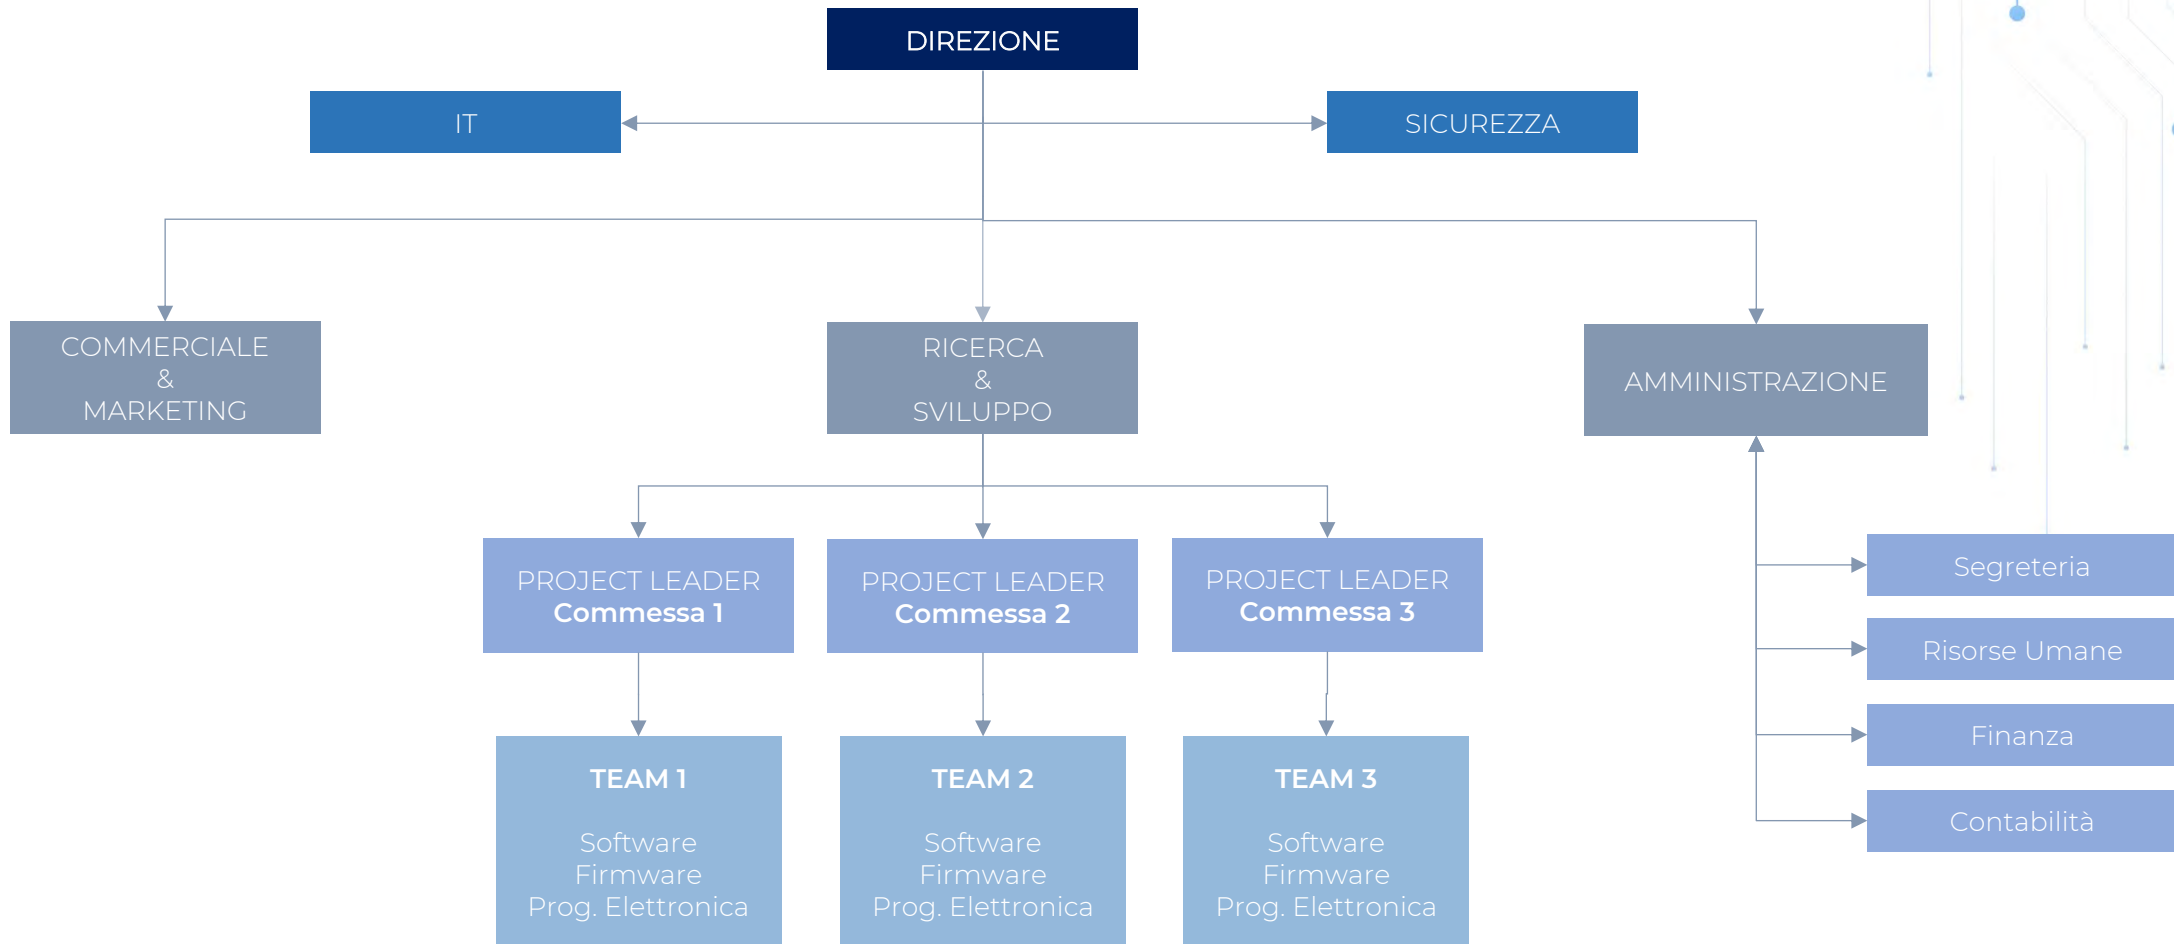 DIREZIONE
IT
SICUREZZA
COMMERCIALE
&
MARKETING
RICERCA
&
SVILUPPO
AMMINISTRAZIONE
PROJECT LEADER
Commessa 1
PROJECT LEADER
Commessa 2
PROJECT LEADER
Commessa 3
Segreteria
Risorse Umane
Finanza
Contabilità
TEAM 1
Software
Firmware
Prog. Elettronica
TEAM 2
Software
Firmware
Prog. Elettronica
TEAM 3
Software
Firmware
Prog. Elettronica